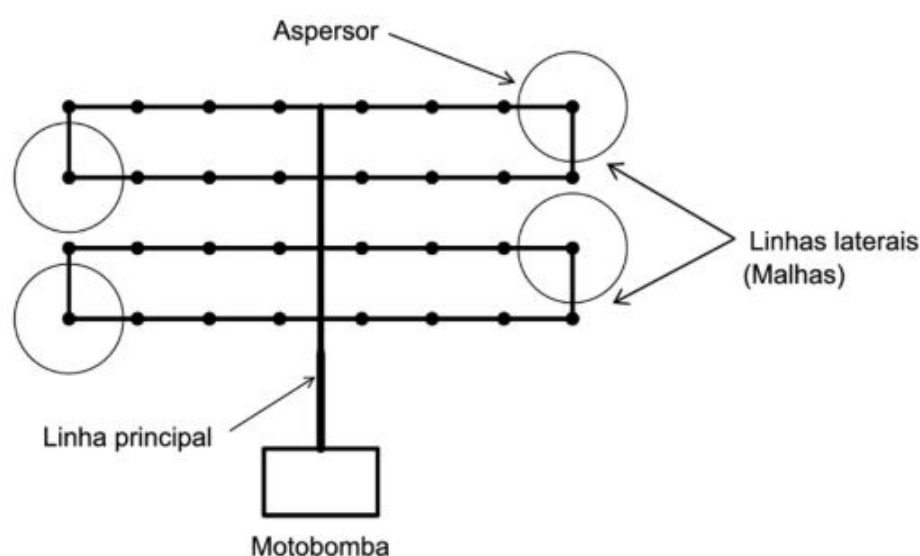 Aspersor
Linhas laterais
(Malhas)
Linha principal
Motobomba